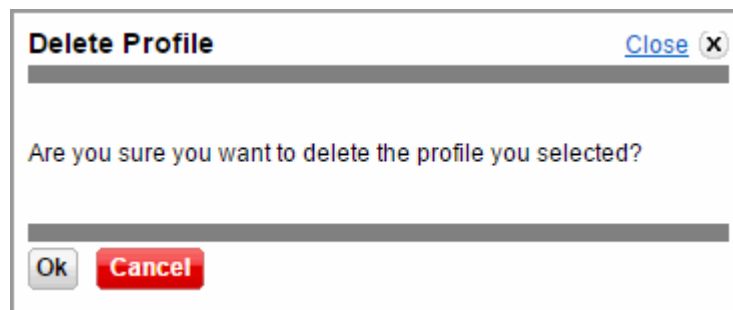 Delete Profile Close X
Are you sure you want to delete the profile you selected?
Ok Cancel